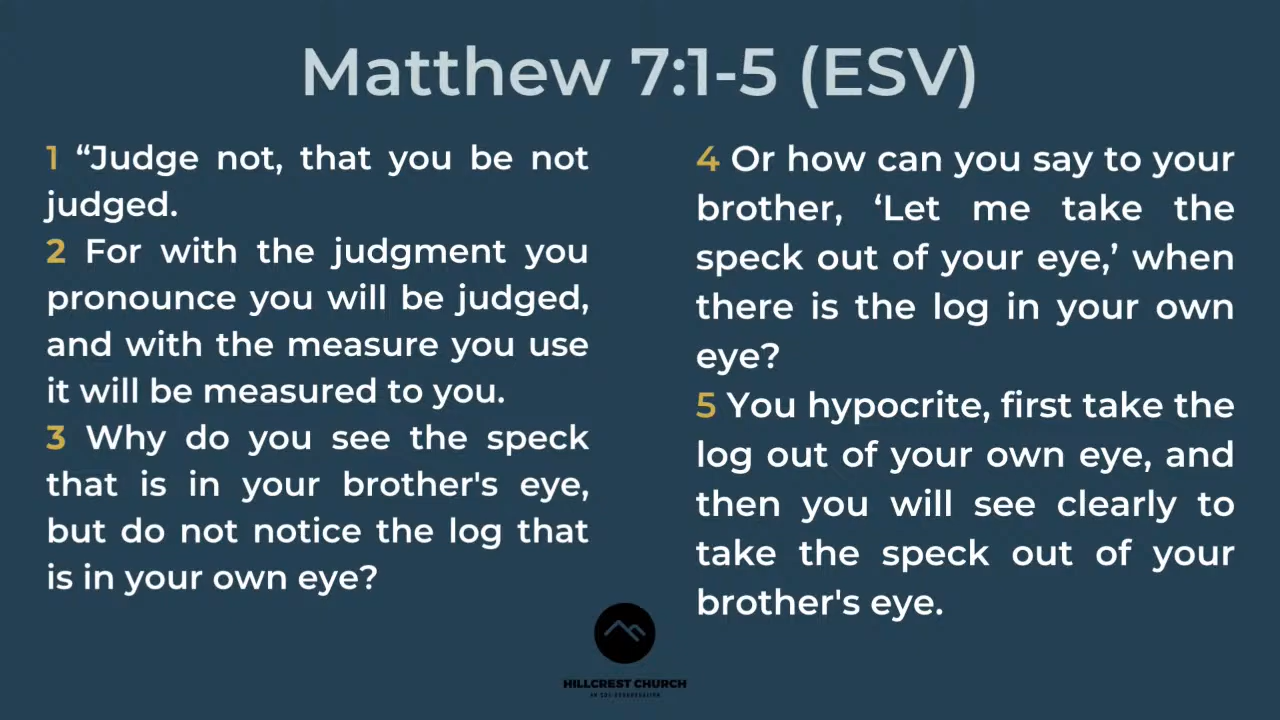 Matthew 7:1-5 (ESV)
1 “Judge not, that you be not
judged.
2 For with the judgment you
pronounce you will be judged,
and with the measure you use
it will be measured to you.
3 Why do you see the speck
that is in your brother's eye,
but do not notice the log that
is in your own eye?
4 Or how can you say to your
brother, ‘Let me take the
speck out of your eye,’ when
there is the log in your own
eye?
5 You hypocrite, first take the
log out of your own eye, and
then you will see clearly to
take the speck out of your
brother's eye.
HILLCREST CHURCH